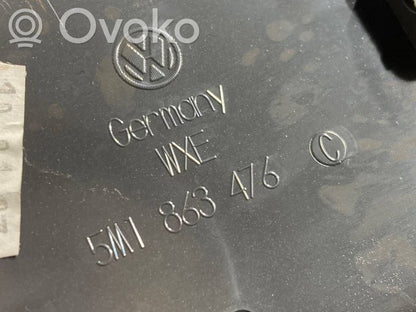 Ovoko
Germany
WXE
5M1 863 476 C